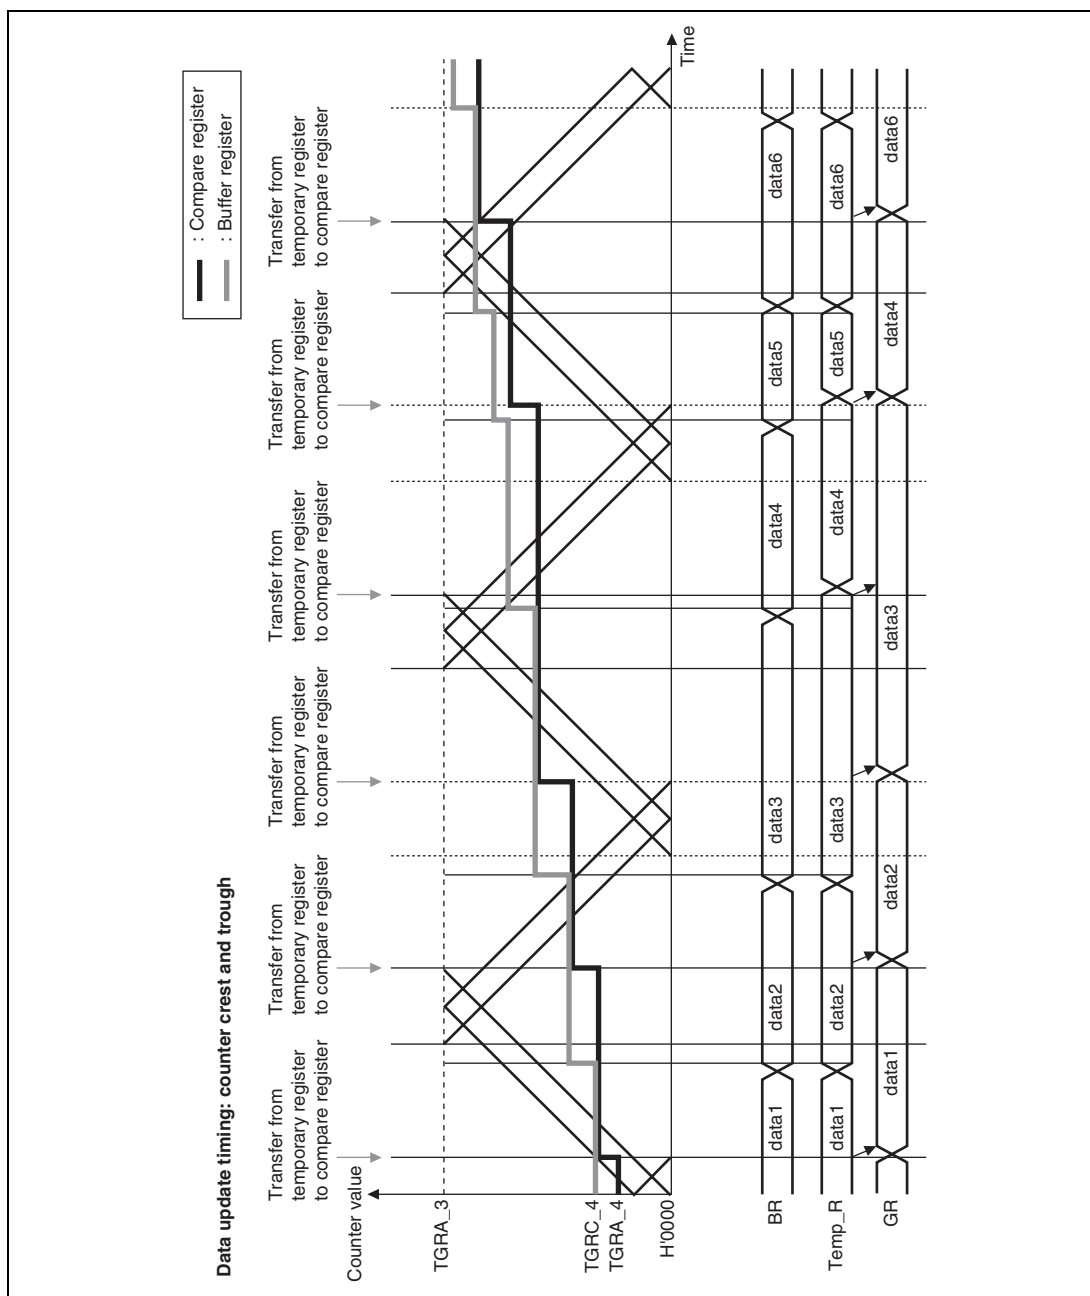 Data update timing: counter crest and trough
: Compare register
: Buffer register
Transfer from
temporary register
to compare register
Transfer from
temporary register
to compare register
Transfer from
temporary register
to compare register
Transfer from
temporary register
to compare register
Transfer from
temporary register
to compare register
Transfer from
temporary register
to compare register
Counter value
TGRA_3
TGRC_4
TGRA_4
H'0000
Time
BR
data1
data2
data3
data4
data5
data6
Temp_R
data1
data2
data3
data4
data5
data6
GR
data1
data2
data3
data4
data6